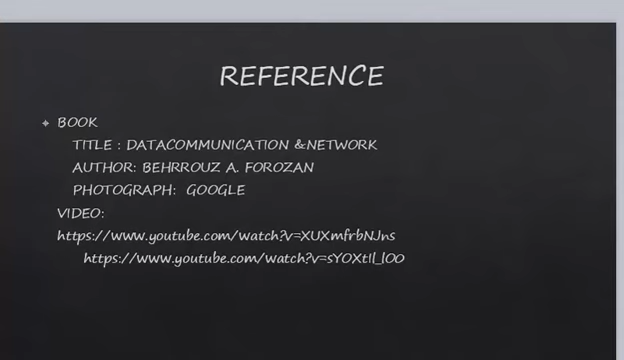 REFERENCE
BOOK
TITLE : DATACOMMUNICATION &NETWORK
AUTHOR: BEHRROUZ A. FOROZAN
PHOTOGRAPH: GOOGLE
VIDEO:
https://www.youtube.com/watch?v=XUXmfrbNJns
https://www.youtube.com/watch?v=sYOXt1l_lOO